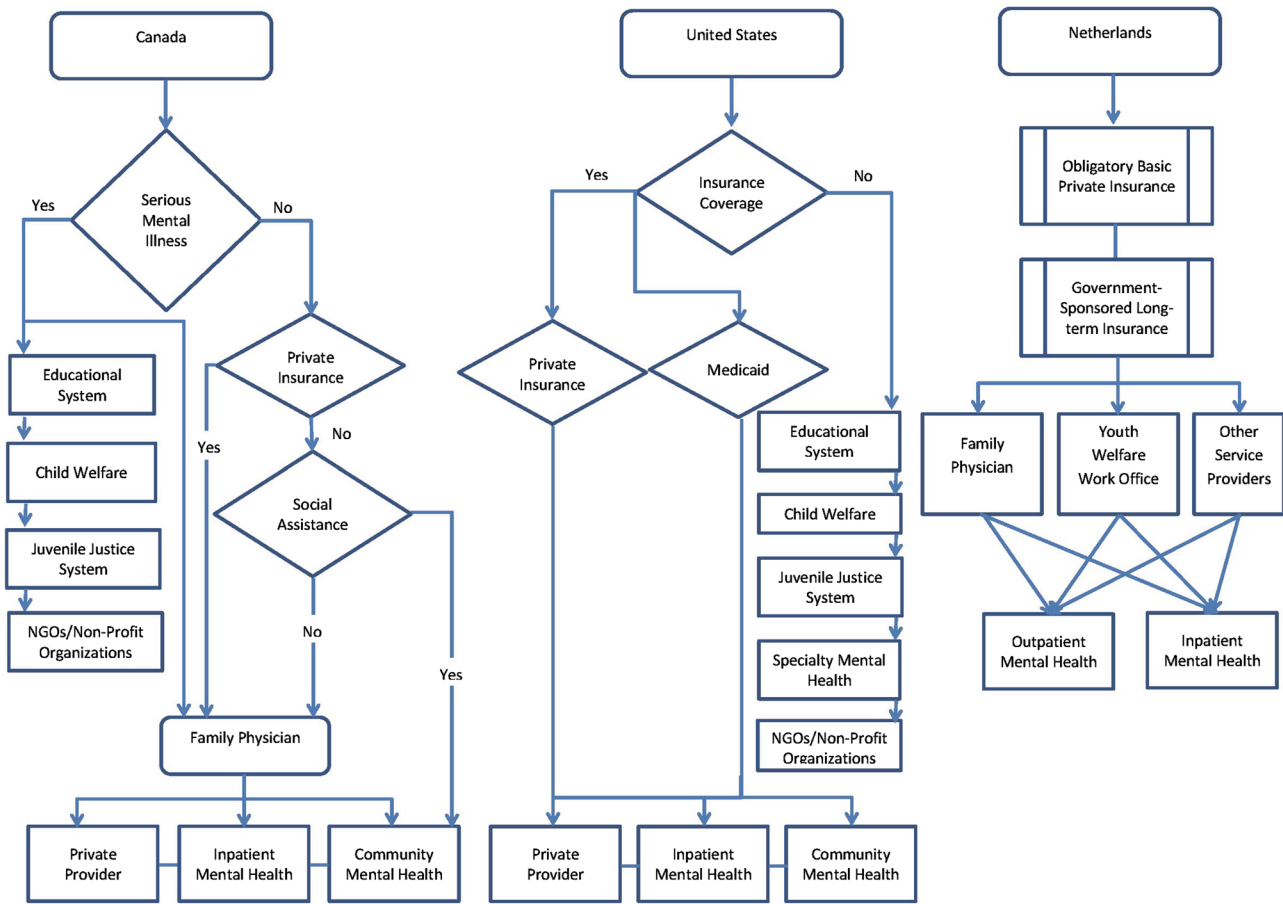 Canada
Serious
Mental
Illness
Yes
No
Educational
System
Child Welfare
Juvenile Justice
System
NGOs/Non-Profit
Organizations
Private
Insurance
Yes
No
Social
Assistance
No
Yes
Family Physician
Private
Provider
Inpatient
Mental Health
Community
Mental Health
United States
Insurance
Coverage
Yes
No
Private
Insurance
Medicaid
Educational
System
Child Welfare
Juvenile Justice
System
Specialty Mental
Health
NGOs/Non-Profit
Organizations
Private
Provider
Inpatient
Mental Health
Community
Mental Health
Netherlands
Obligatory Basic
Private Insurance
Government-
Sponsored Long-
term Insurance
Family
Physician
Youth
Welfare
Work Office
Other
Service
Providers
Outpatient
Mental Health
Inpatient
Mental Health